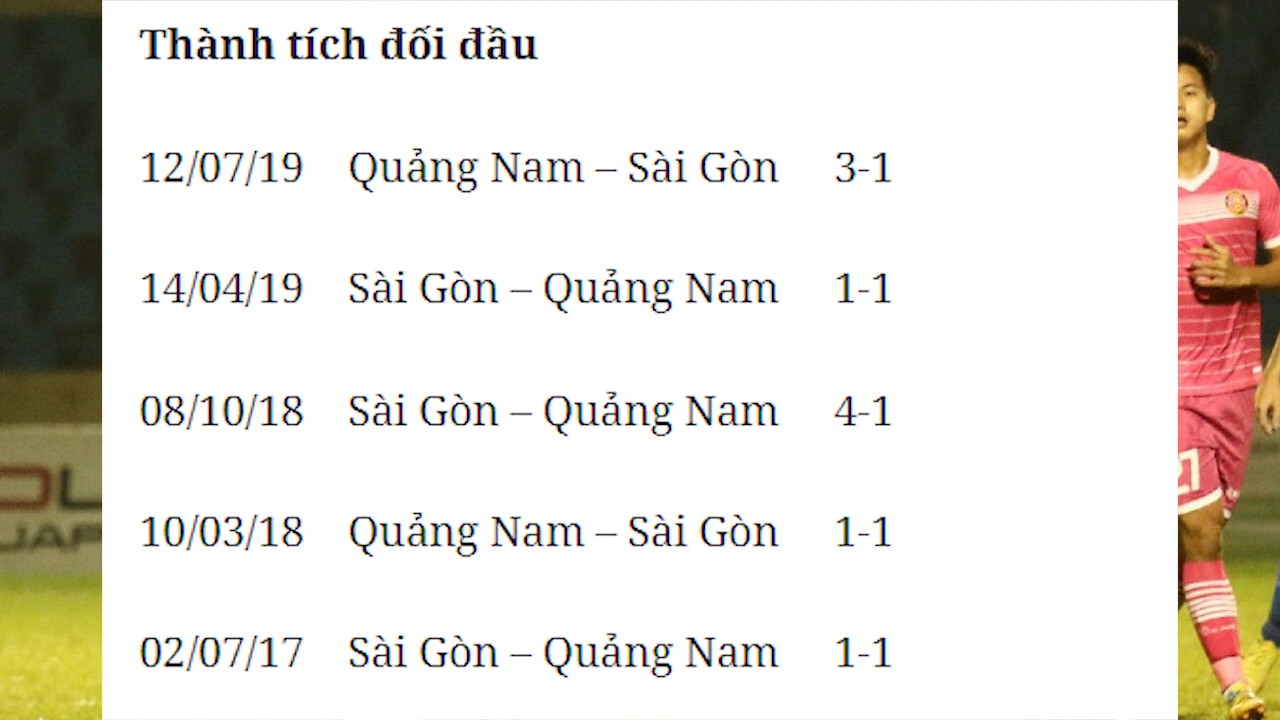 Thành tích đối đầu
12/07/19 Quảng Nam – Sài Gòn 3-1
14/04/19 Sài Gòn – Quảng Nam 1-1
08/10/18 Sài Gòn – Quảng Nam 4-1
10/03/18 Quảng Nam – Sài Gòn 1-1
02/07/17 Sài Gòn – Quảng Nam 1-1
27